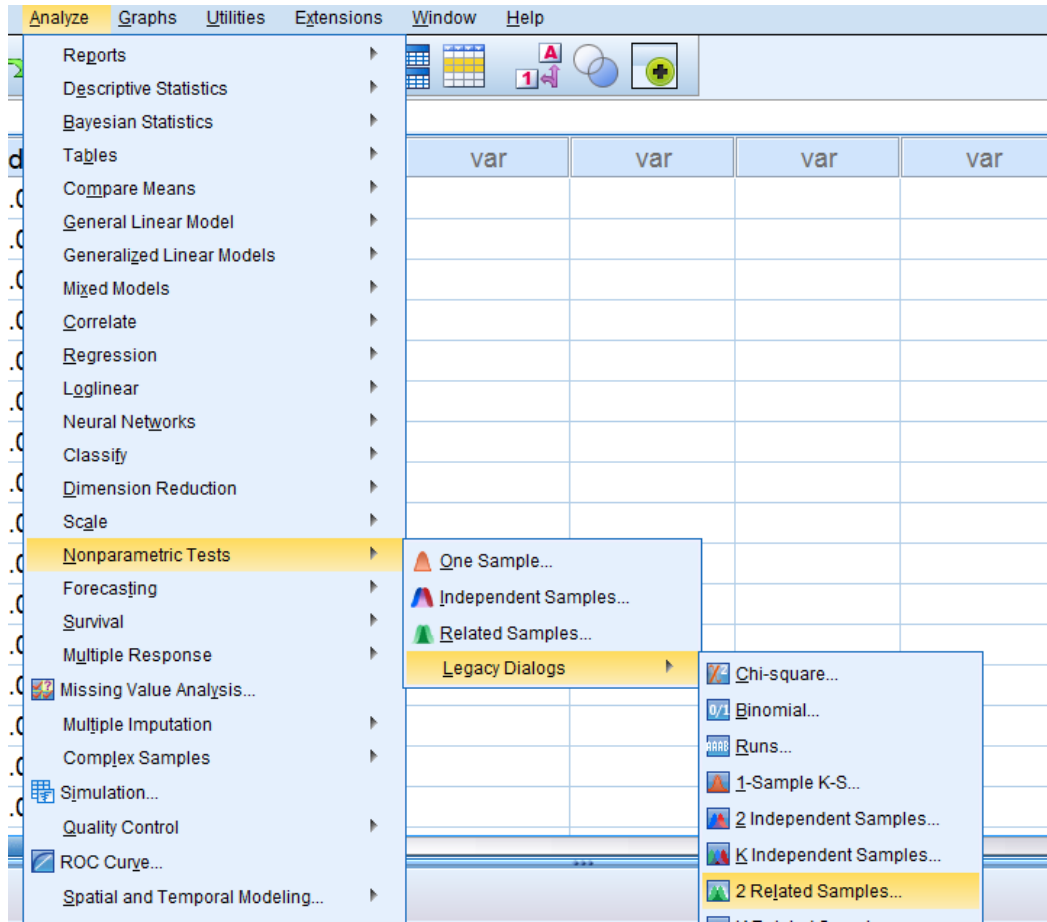 Analyze Graphs Utilities Extensions Window Help
A
1
var var var var
Reports
Descriptive Statistics
Bayesian Statistics
Tables
Compare Means
General Linear Model
Generalized Linear Models
Mixed Models
Correlate
Regression
Loglinear
Neural Networks
Classify
Dimension Reduction
Scale
Nonparametric Tests
Forecasting
Survival
Multiple Response
Missing Value Analysis...
Multiple Imputation
Complex Samples
Simulation...
Quality Control
ROC Curve...
Spatial and Temporal Modeling...
One Sample...
Independent Samples...
Related Samples...
Legacy Dialogs
Chi-square...
0/1 Binomial...
AAAB Runs...
1-Sample K-S...
2 Independent Samples...
K Independent Samples...
2 Related Samples...